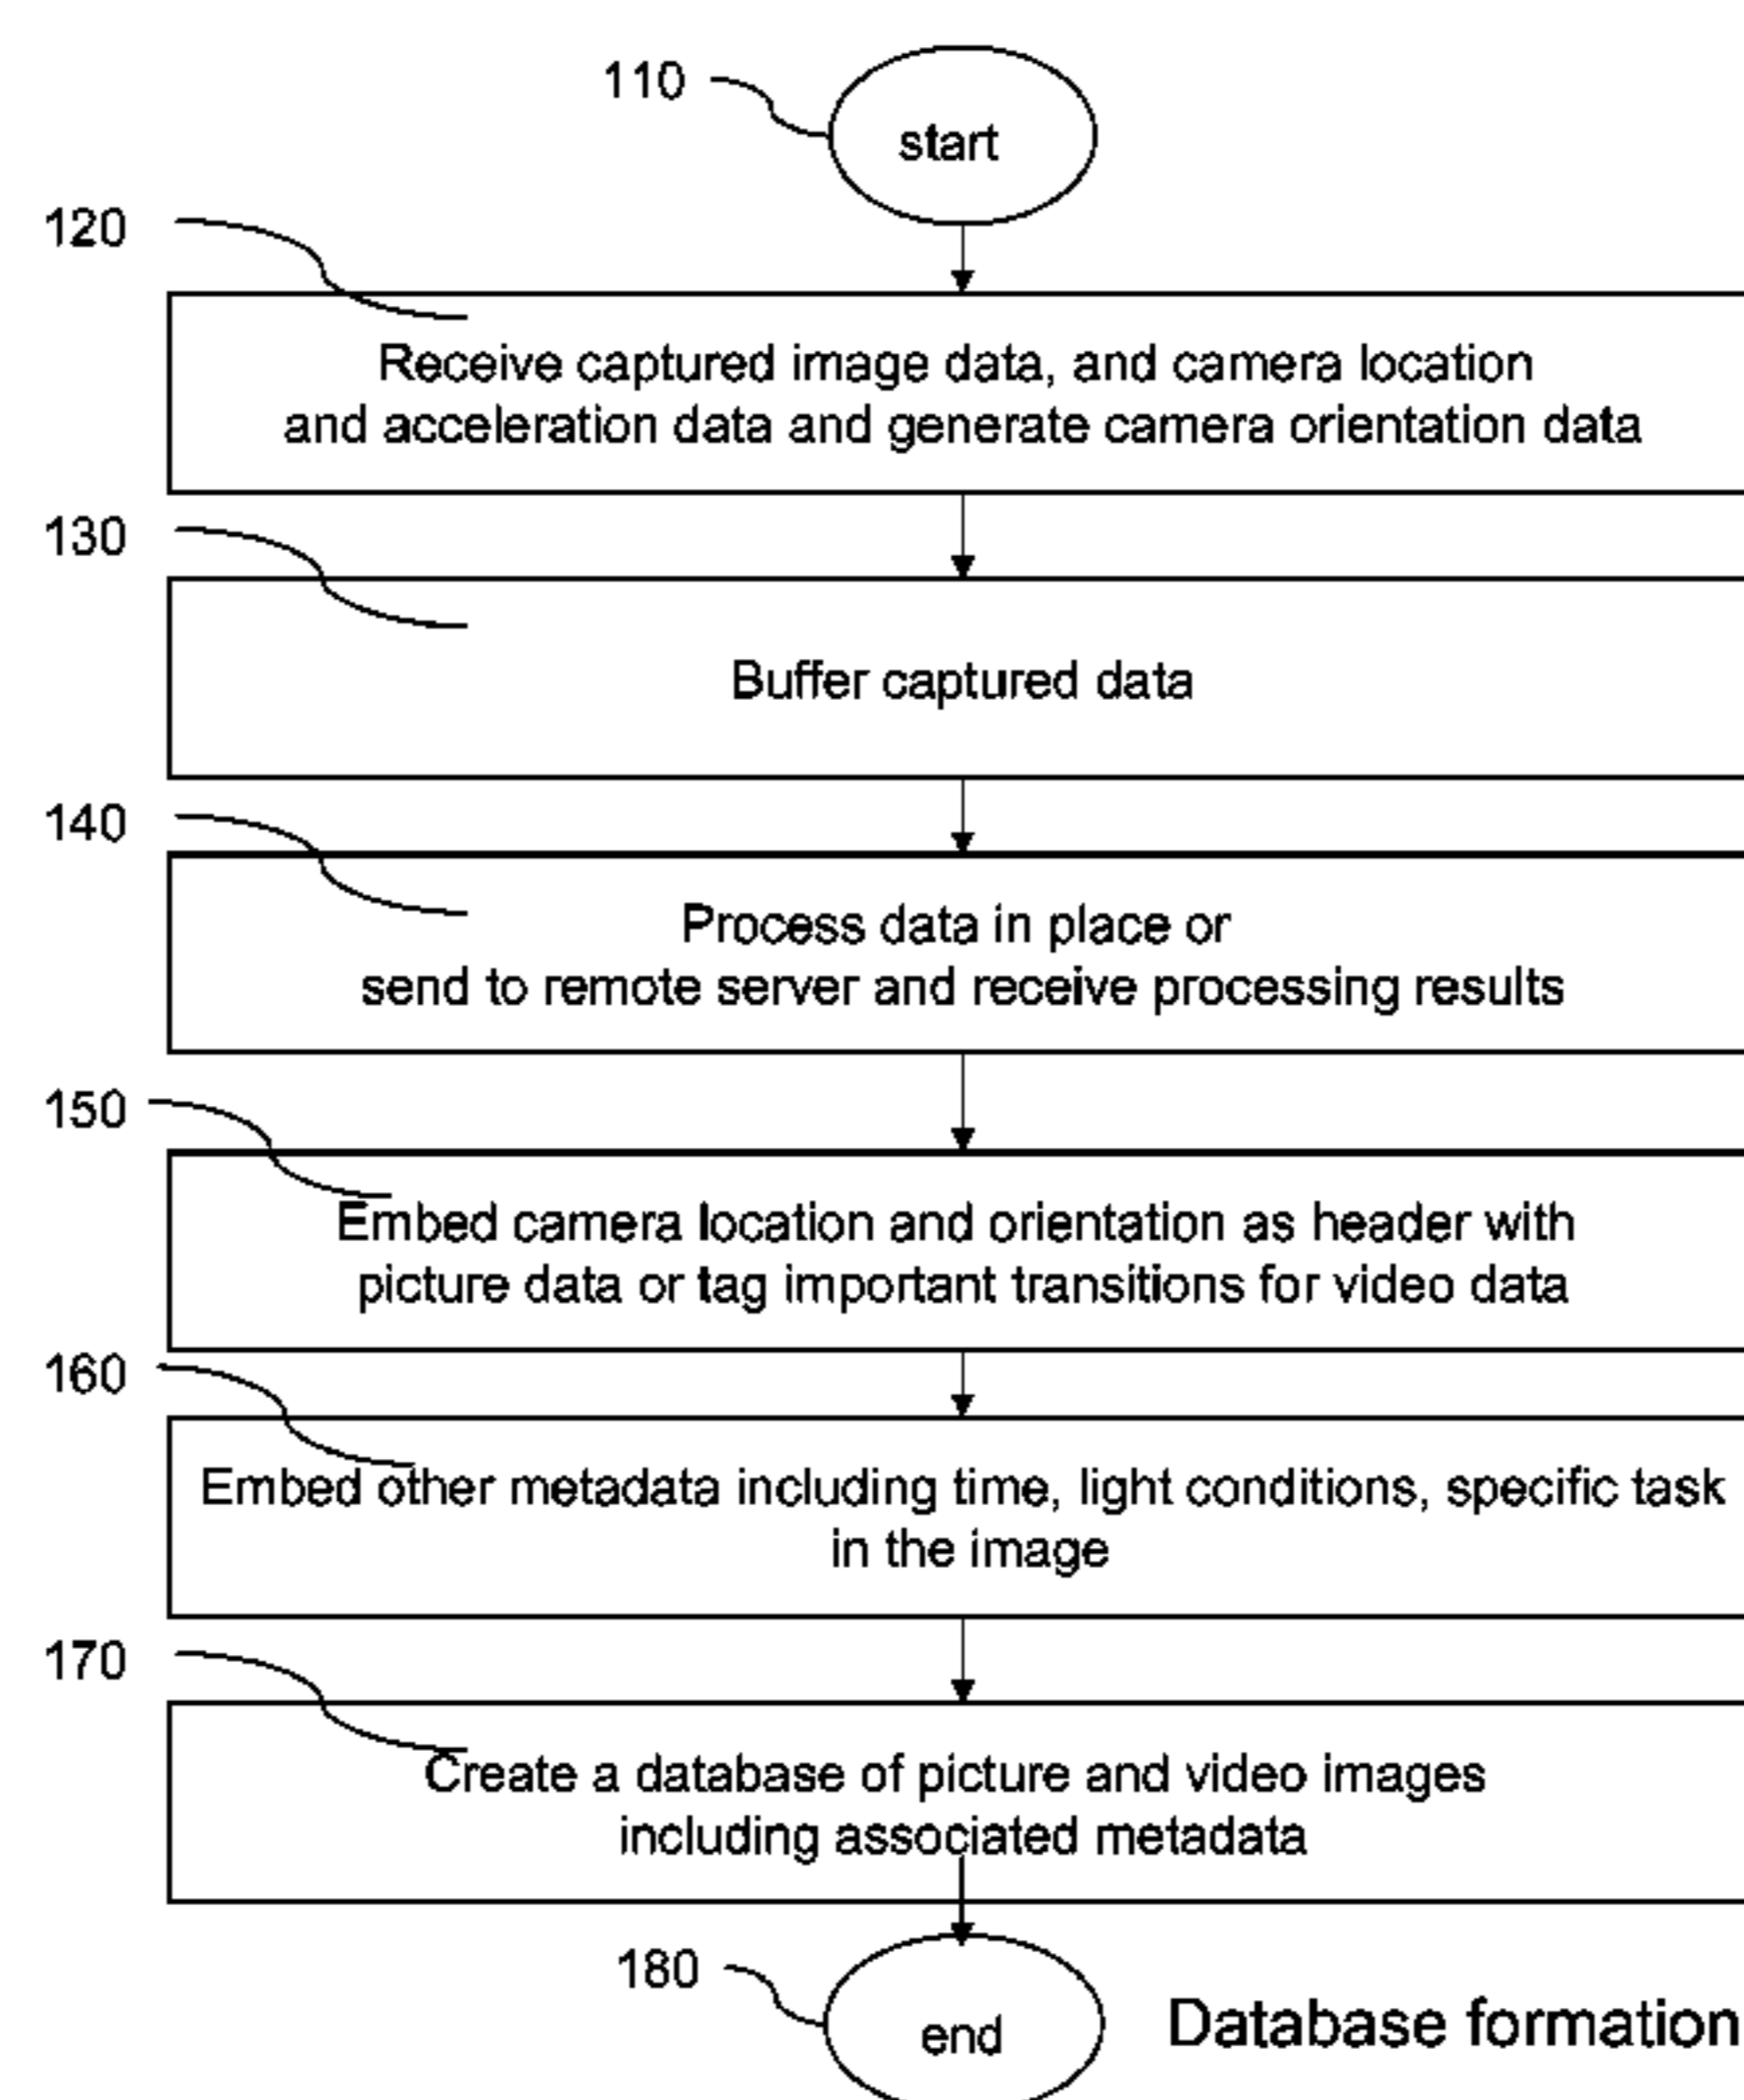 110
start
120
Receive captured image data, and camera location
and acceleration data and generate camera orientation data
130
Buffer captured data
140
Process data in place or
send to remote server and receive processing results
150
Embed camera location and orientation as header with
picture data or tag important transitions for video data
160
Embed other metadata including time, light conditions, specific task
in the image
170
Create a database of picture and video images
including associated metadata
180
end
Database formation